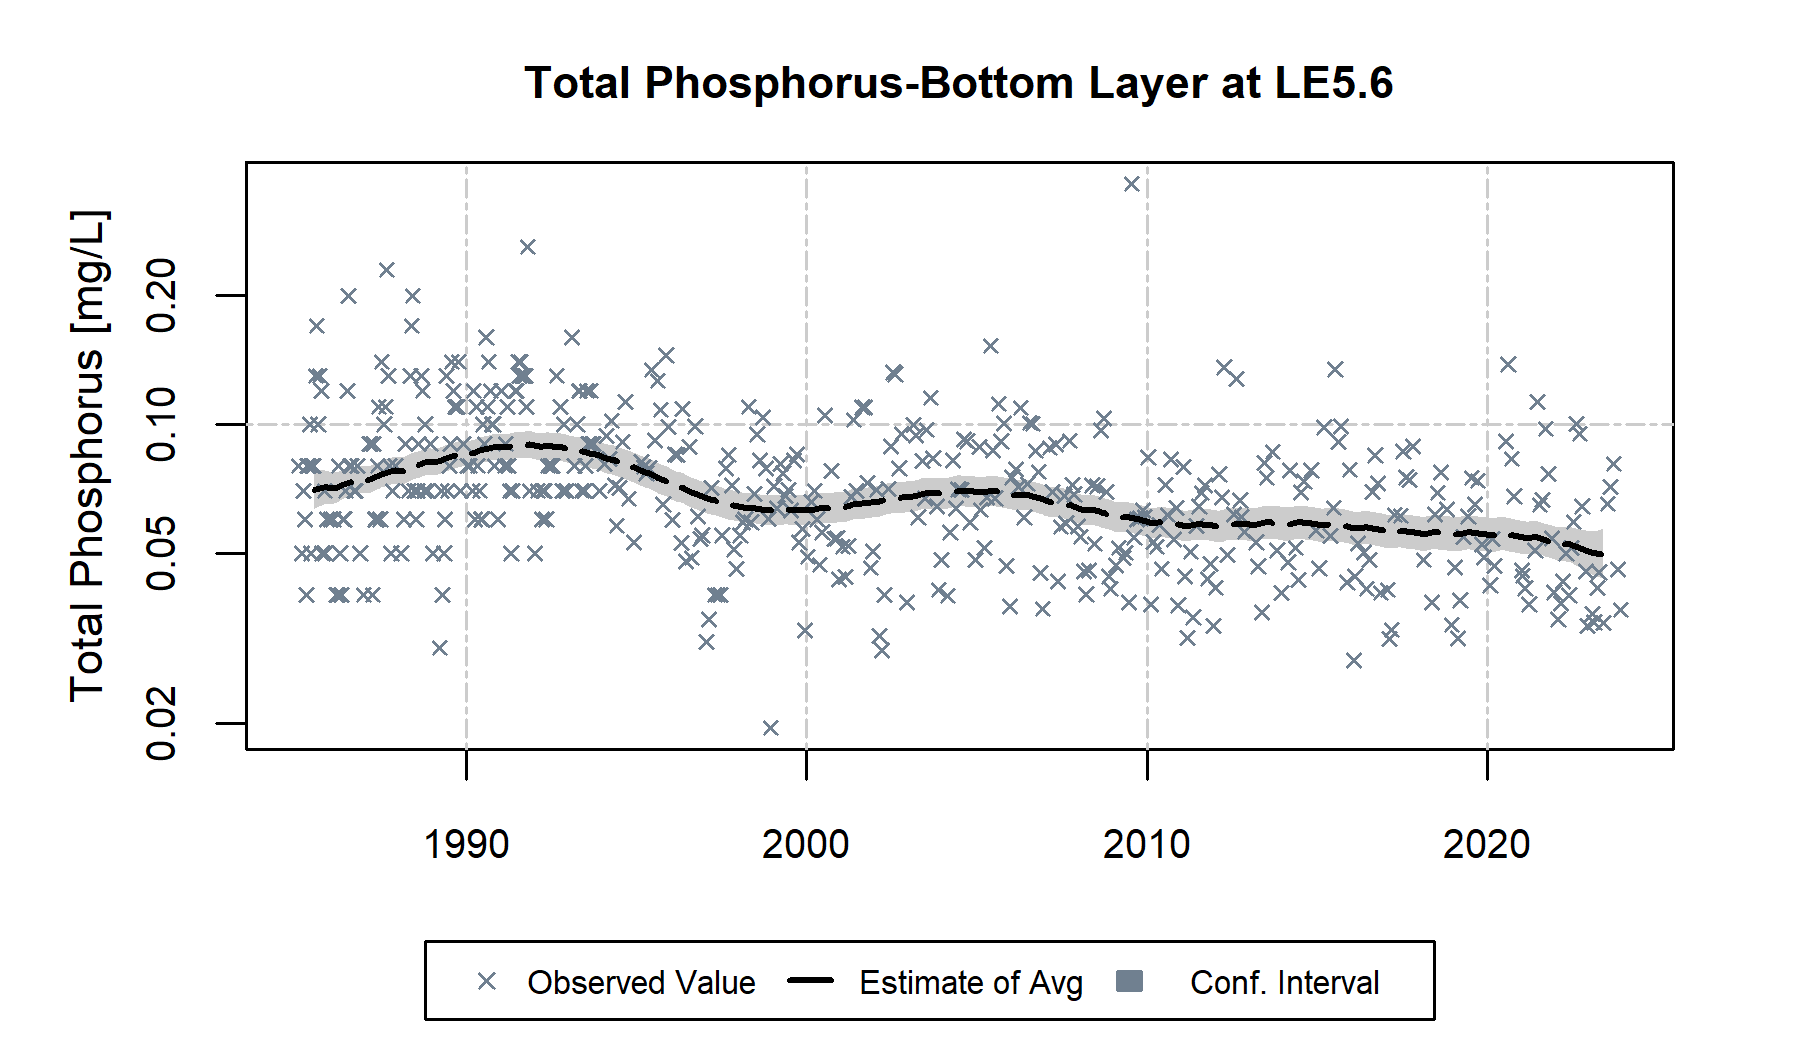 Total Phosphorus-Bottom Layer at LE5.6
Total Phosphorus [mg/L]
0.20
0.10
0.05
0.02
1990 2000 2010 2020
Observed Value Estimate of Avg Conf. Interval